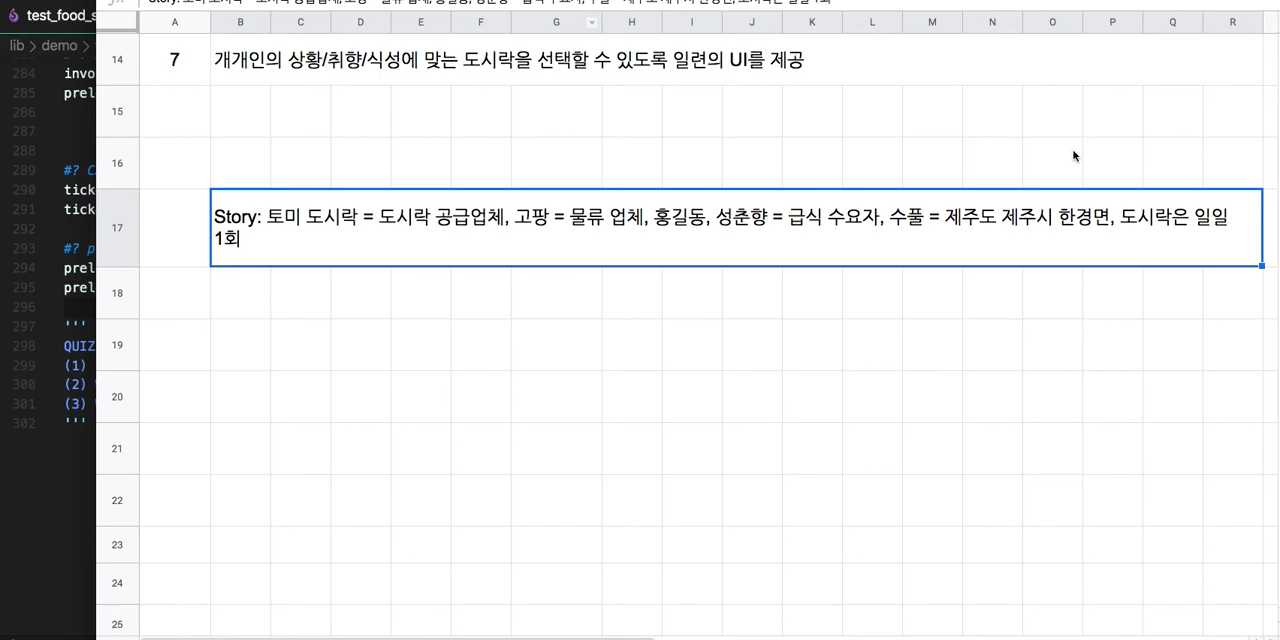 test_food_s
lib > demo >
A B C D E F G H I J K L M N O P Q R
284 invo
285 prel
286
287
288
289 #? C
290 tick
291 tick
292
293 #? p
294 prel
295 prel
296
297 '''
298 QUIZ
299 (1)
300 (2)
301 (3)
302 '''
14 7 개개인의 상황/취향/식성에 맞는 도시락을 선택할 수 있도록 일련의 UI를 제공
15
16
17 Story: 토미 도시락 = 도시락 공급업체, 고팡 = 물류 업체, 홍길동, 성춘향 = 급식 수요자, 수풀 = 제주도 제주시 한경면, 도시락은 일일
1회
18
19
20
21
22
23
24
25